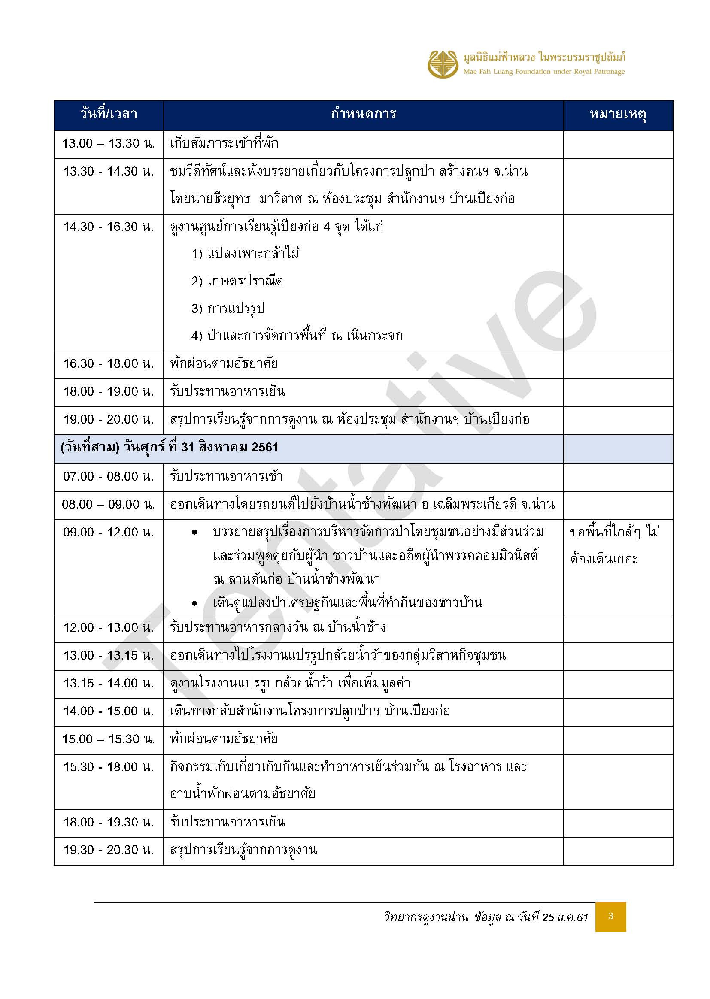 มูลนิธิแม่ฟ้าหลวง ในพระบรมราชูปถัมภ์
Mae Fah Luang Foundation under Royal Patronage
วันที่/เวลา กำหนดการ หมายเหตุ
13.00 – 13.30 น. เก็บสัมภาระเข้าที่พัก
13.30 - 14.30 น. ชมวีดีทัศน์และฟังบรรยายเกี่ยวกับโครงการปลูกป่า สร้างคนฯ จ.น่าน
โดยนายธีรยุทธ มาวิลาศ ณ ห้องประชุม สำนักงานฯ บ้านเปียงก่อ
14.30 - 16.30 น. ดูงานศูนย์การเรียนรู้เปียงก่อ 4 จุด ได้แก่
1) แปลงเพาะกล้าไม้
2) เกษตรปราณีต
3) การแปรรูป
4) ป่าและการจัดการพื้นที่ ณ เนินกระจก
16.30 - 18.00 น. พักผ่อนตามอัธยาศัย
18.00 - 19.00 น. รับประทานอาหารเย็น
19.00 - 20.00 น. สรุปการเรียนรู้จากการดูงาน ณ ห้องประชุม สำนักงานฯ บ้านเปียงก่อ
(วันที่สาม) วันศุกร์ ที่ 31 สิงหาคม 2561
07.00 - 08.00 น. รับประทานอาหารเช้า
08.00 – 09.00 น. ออกเดินทางโดยรถยนต์ไปยังบ้านน้ำช้างพัฒนา อ.เฉลิมพระเกียรติ จ.น่าน
09.00 - 12.00 น. • บรรยายสรุปเรื่องการบริหารจัดการป่าโดยชุมชนอย่างมีส่วนร่วม ขอพื้นที่ใกล้ๆ ไม่
และร่วมพูดคุยกับผู้นำ ชาวบ้านและอดีตผู้นำพรรคคอมมิวนิสต์ ต้องเดินเยอะ
ณ ลานต้นก่อ บ้านน้ำช้างพัฒนา
• เดินดูแปลงป่าเศรษฐกินและพื้นที่ทำกินของชาวบ้าน
12.00 - 13.00 น. รับประทานอาหารกลางวัน ณ บ้านน้ำช้าง
13.00 - 13.15 น. ออกเดินทางไปโรงงานแปรรูปกล้วยน้ำว้าของกลุ่มวิสาหกิจชุมชน
13.15 - 14.00 น. ดูงานโรงงานแปรรูปกล้วยน้ำว้า เพื่อเพิ่มมูลค่า
14.00 - 15.00 น. เดินทางกลับสำนักงานโครงการปลูกป่าฯ บ้านเปียงก่อ
15.00 – 15.30 น. พักผ่อนตามอัธยาศัย
15.30 - 18.00 น. กิจกรรมเก็บเกี่ยวเก็บกินและทำอาหารเย็นร่วมกัน ณ โรงอาหาร และ
อาบน้ำพักผ่อนตามอัธยาศัย
18.00 - 19.30 น. รับประทานอาหารเย็น
19.30 - 20.30 น. สรุปการเรียนรู้จากการดูงาน
Tentative
วิทยากรดูงานน่าน_ข้อมูล ณ วันที่ 25 ส.ค.61 3